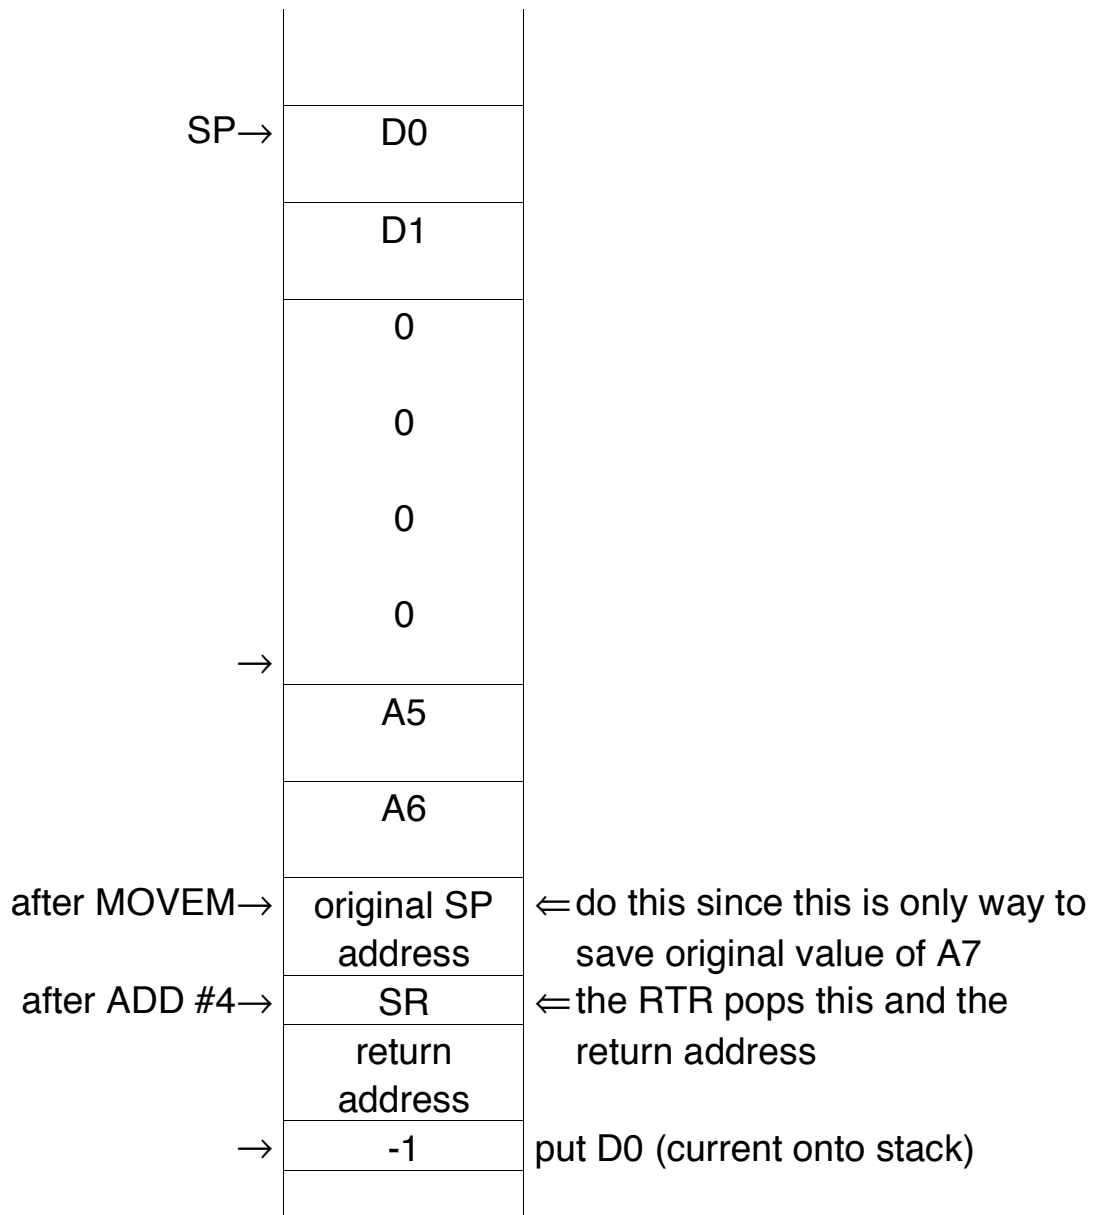 SP→ D0
D1
0
0
0
0
→
A5
A6
after MOVEM→ original SP ⇐do this since this is only way to
address save original value of A7
after ADD #4→ SR ⇐the RTR pops this and the
return return address
address
→ -1 put D0 (current onto stack)